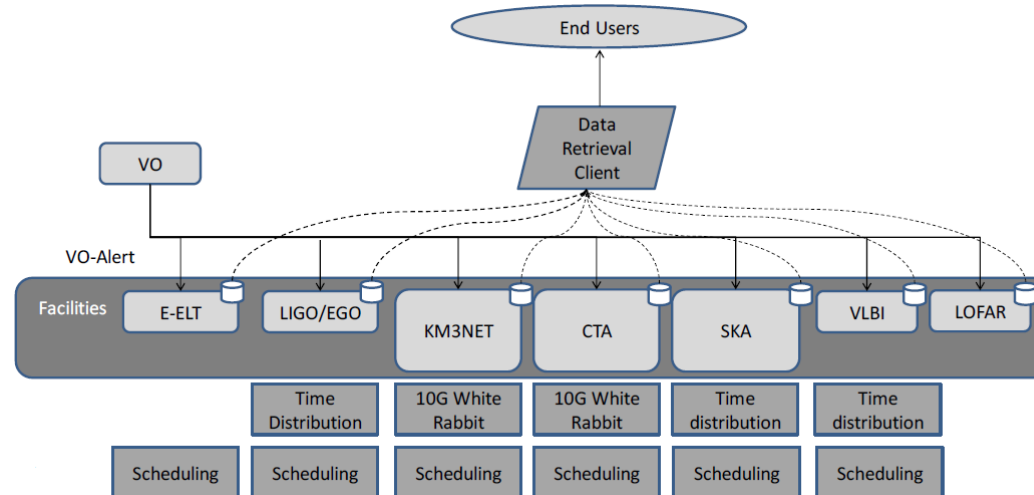 End Users
Data
Retrieval
Client
VO
VO-Alert
Facilities
E-ELT
LIGO/EGO
KM3NET
CTA
SKA
VLBI
LOFAR
Time
Distribution
10G White
Rabbit
10G White
Rabbit
Time
distribution
Time
distribution
Scheduling
Scheduling
Scheduling
Scheduling
Scheduling
Scheduling